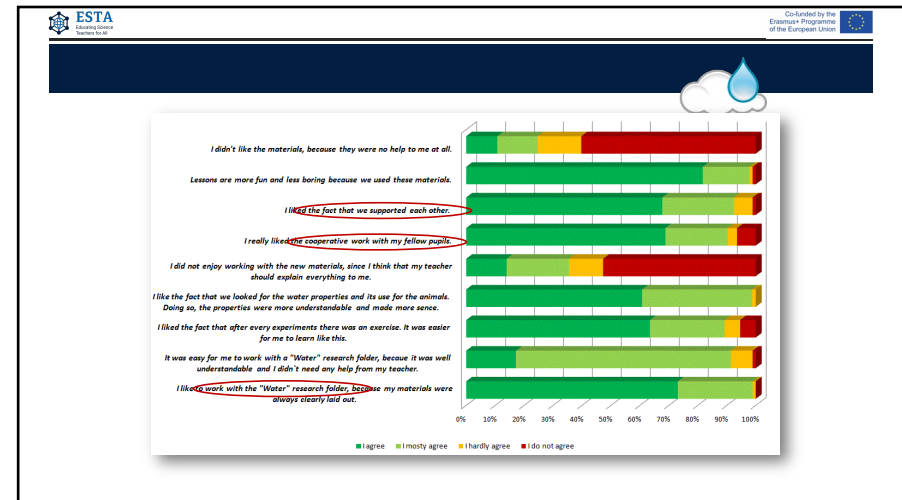 ESTA
Educating Science
Teachers for All
Co-funded by the
Erasmus+ Programme
of the European Union
I didn't like the materials, because they were no help to me at all.
Lessons are more fun and less boring because we used these materials.
I liked the fact that we supported each other.
I really liked the cooperative work with my fellow pupils.
I did not enjoy working with the new materials, since I think that my teacher
should explain everything to me.
I like the fact that we looked for the water properties and its use for the animals.
Doing so, the properties were more understandable and made more sence.
I liked the fact that after every experiments there was an exercise. It was easier
for me to learn like this.
It was easy for me to work with a "Water" research folder, becaue it was well
understandable and I didn`t need any help from my teacher.
I like to work with the "Water" research folder, because my materials were
always clearly laid out.
0% 10% 20% 30% 40% 50% 60% 70% 80% 90% 100%
I agree I mosty agree I hardly agree I do not agree